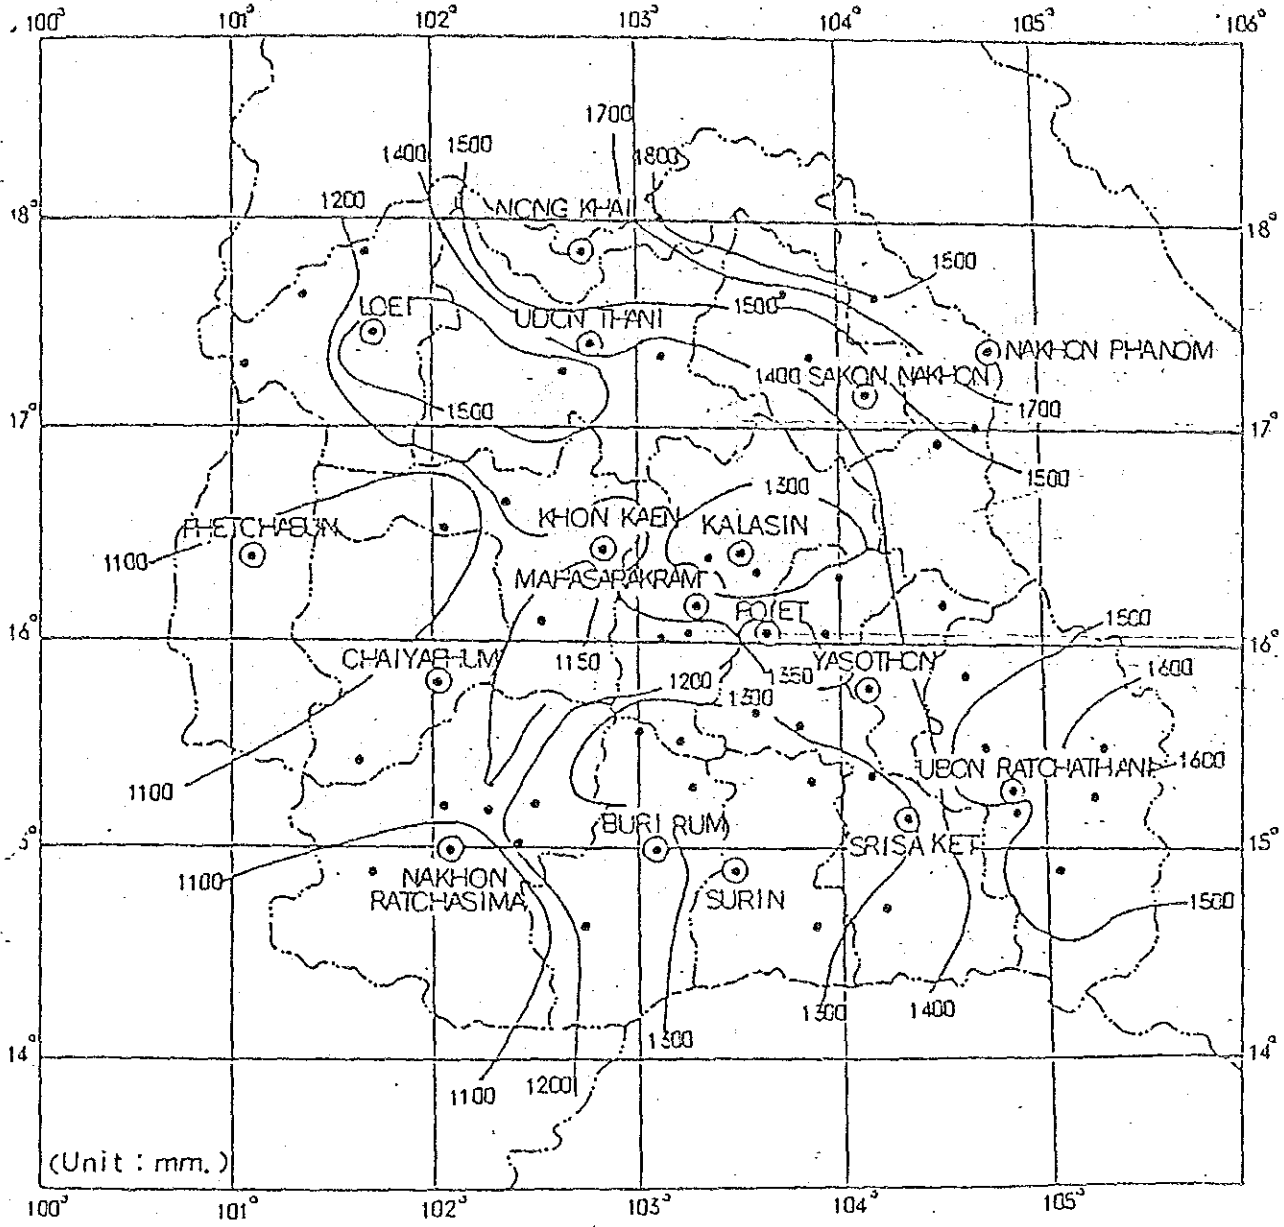 100° 101° 102° 103° 104° 105° 106°
1700
1400 1500 1800
1200
18° NONG KHAI 18°
1500
LOEI UDON THANI 1500
NAKHON PHANOM
1400 SAKON NAKHON
1500 1700
17° 17°
1500
1300
PHETCHABUN KHON KAEN KALASIN
1100
MAHASARAKRAM
ROIET 1500
16° 16°
CHAIYAPHUM 1150 1350 YASOTHON 1600
1200 1300
UBON RATCHATHANI 1600
1100
BURI RUM
5° SRISA KET 15°
1100 NAKHON
RATCHASIMA SURIN 1500
1300 1400
1300
14° 14°
1100 1200
(Unit : mm.)
100° 101° 102° 103° 104° 105°